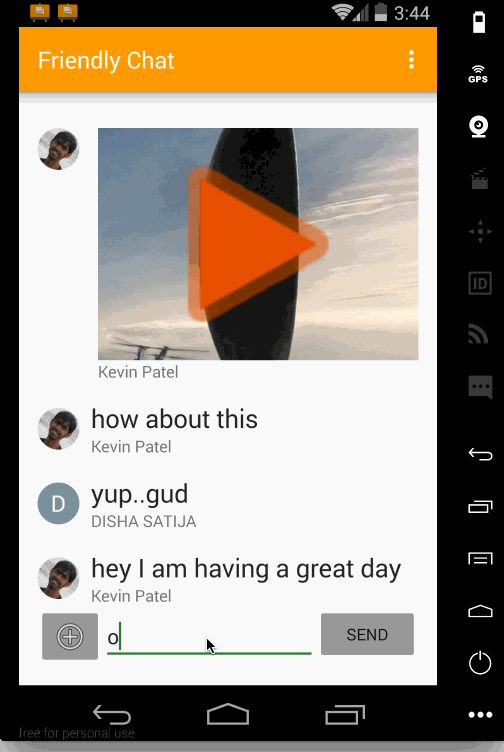 3:44
Friendly Chat
GPS
ID
Kevin Patel
how about this
Kevin Patel
D
yup..gud
DISHA SATIJA
hey I am having a great day
Kevin Patel
o
SEND
free for personal use